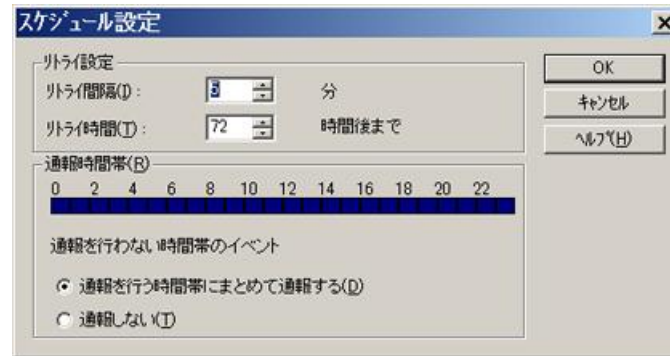 スケジュール設定
リトライ設定
リトライ間隔(I) : 5 分
リトライ時間(T) : 72 時間後まで
OK
キャンセル
ヘルプ(H)
通報時間帯(R)
0 2 4 6 8 10 12 14 16 18 20 22
通報を行わない時間帯のイベント
通報を行う時間帯にまとめて通報する(D)
通報しない(T)